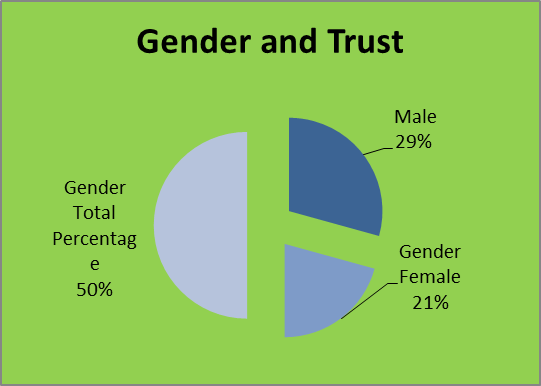 Gender and Trust
Male
29%
Gender
Total
Percentag
e
50%
Gender
Female
21%